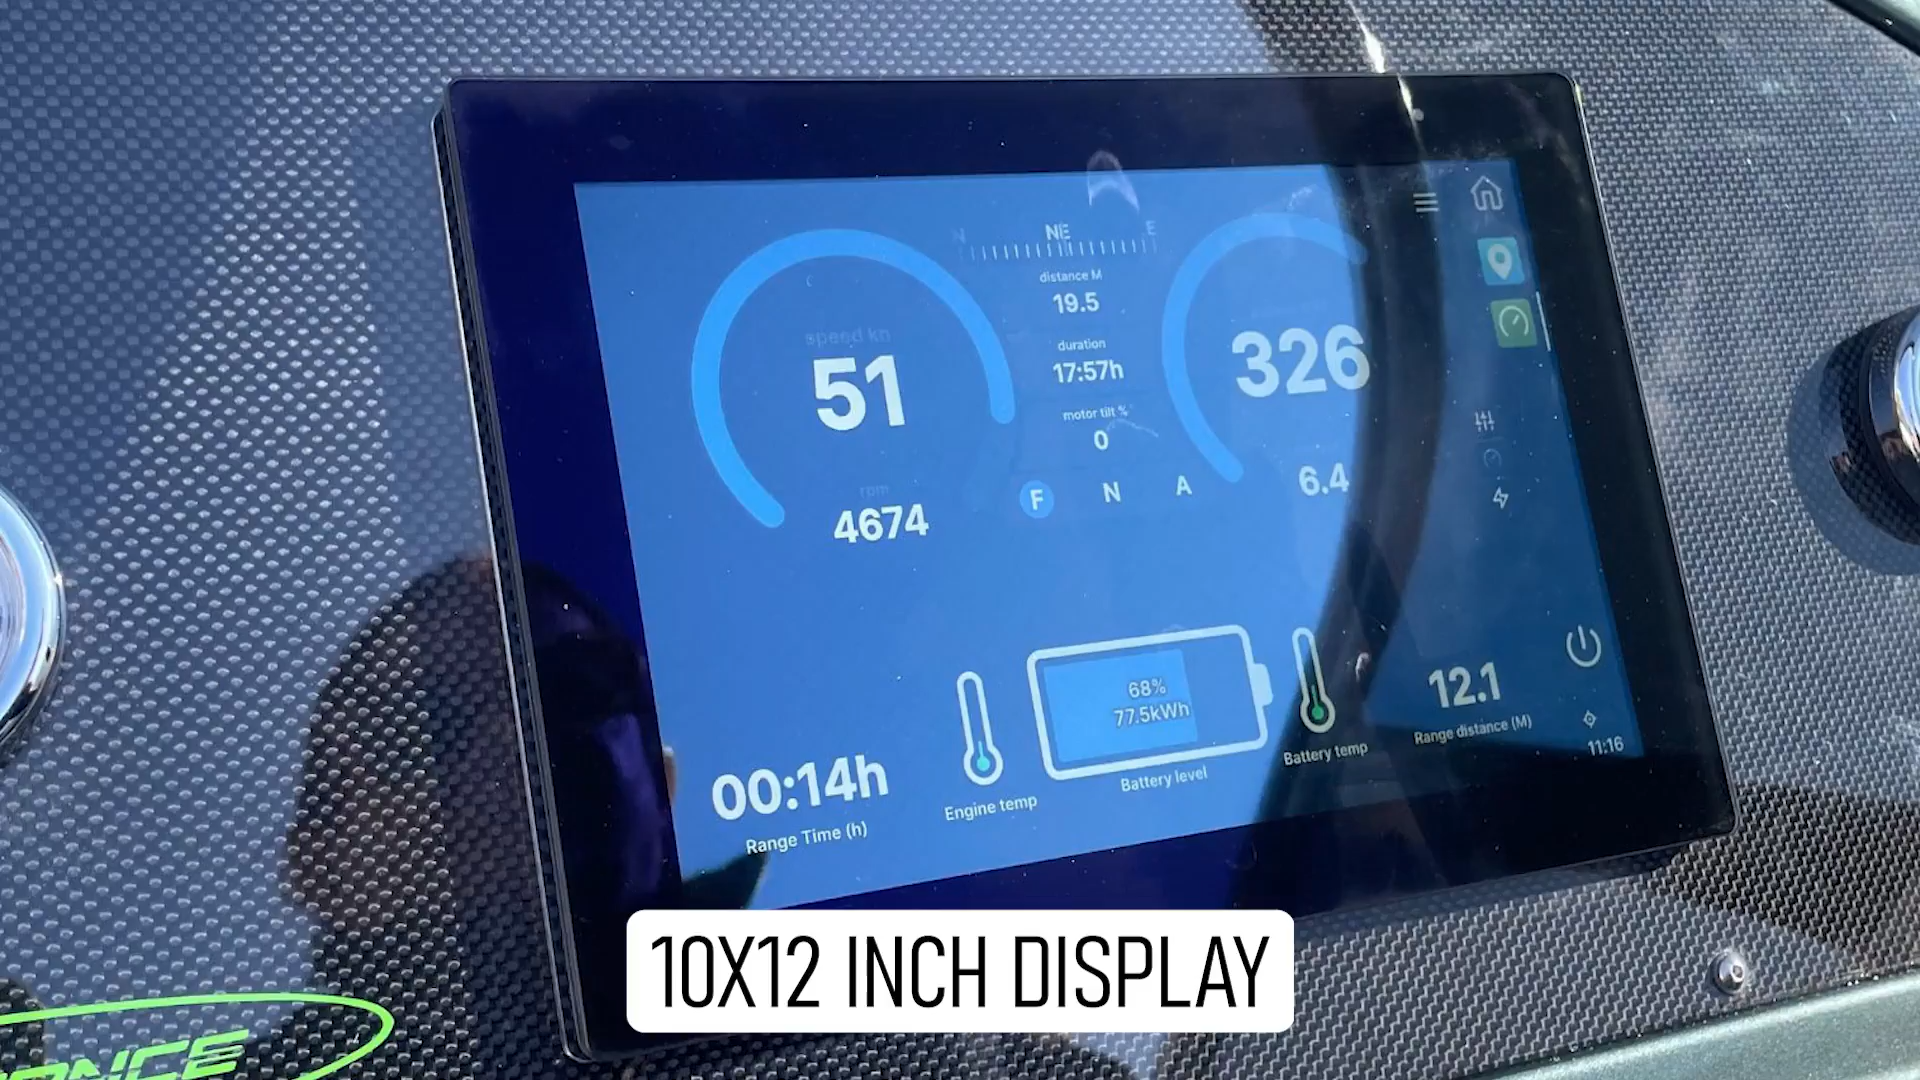 N NE E
distance M
19.5
speed kn
51
duration
17:57h
motor tilt %
0
326
rpm
4674
F N A
6.4
68%
77.5kWh
Battery level
Engine temp
Battery temp
00:14h
Range Time (h)
12.1
Range distance (M)
11:16
10X12 INCH DISPLAY